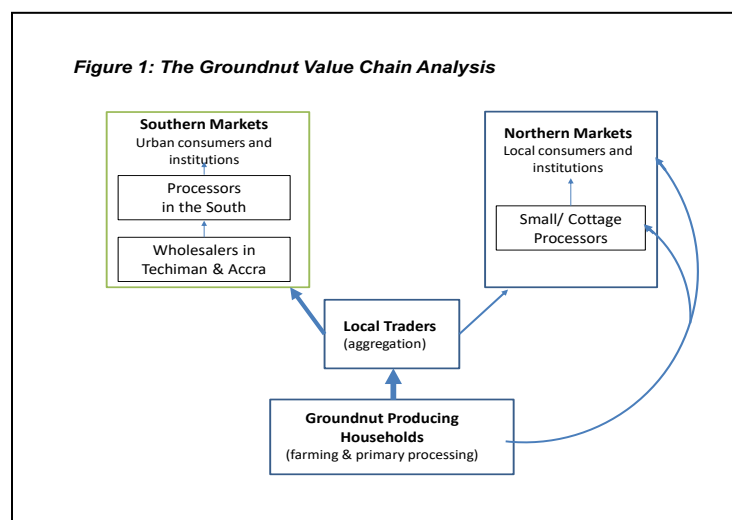 Figure 1: The Groundnut Value Chain Analysis
Southern Markets
Urban consumers and
institutions
Processors
in the South
Wholesalers in
Techiman & Accra
Northern Markets
Local consumers and
institutions
Small/ Cottage
Processors
Local Traders
(aggregation)
Groundnut Producing
Households
(farming & primary processing)